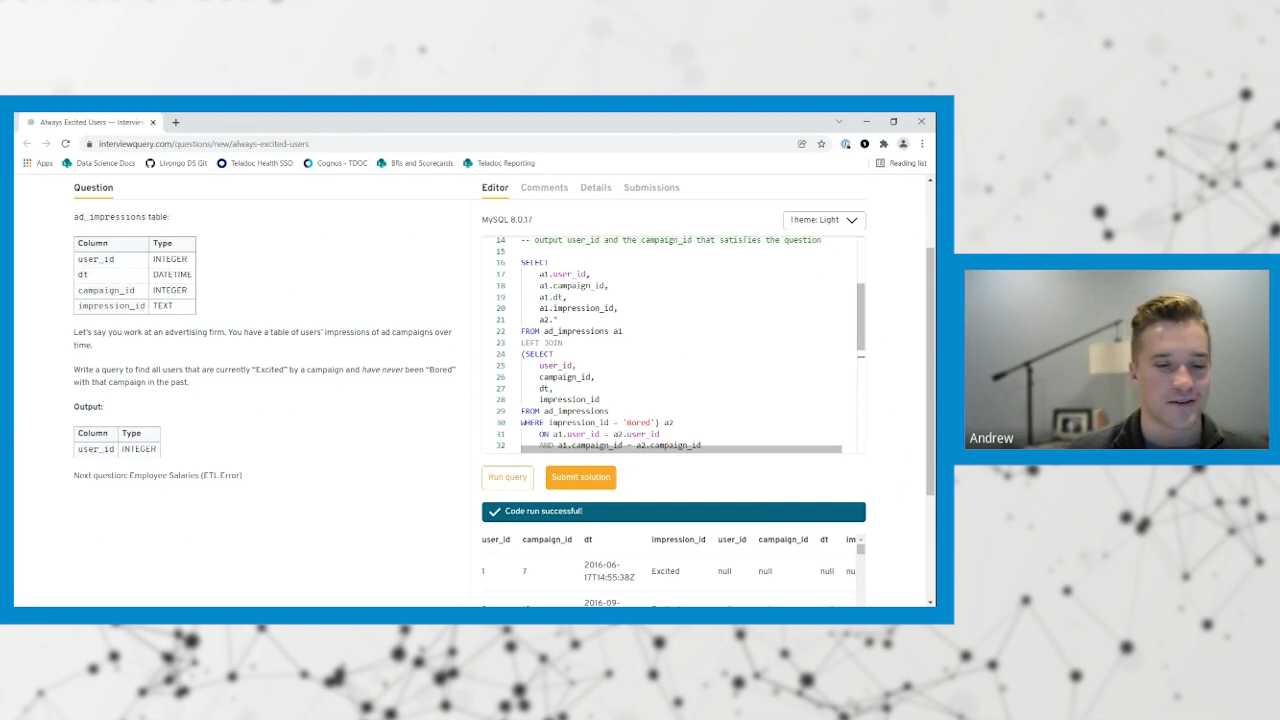 Always Excited Users — Interview
interviewquery.com/questions/new/always-excited-users
Apps Data Science Docs Livongo DS Git Teladoc Health SSO Cognos - TDOC BRs and Scorecards Teladoc Reporting Reading list
Question
ad_impressions table:
Column Type
user_id INTEGER
dt DATETIME
campaign_id INTEGER
impression_id TEXT
Let's say you work at an advertising firm. You have a table of users' impressions of ad campaigns over
time.
Write a query to find all users that are currently “Excited” by a campaign and have never been “Bored”
with that campaign in the past.
Output:
Column Type
user_id INTEGER
Next question: Employee Salaries (ETL Error)
Editor Comments Details Submissions
MySQL 8.0.17
Theme: Light
14 -- output user_id and the campaign_id that satisfies the question
15
16 SELECT
17 a1.user_id,
18 a1.campaign_id,
19 a1.dt,
20 a1.impression_id,
21 a2.*
22 FROM ad_impressions a1
23 LEFT JOIN
24 (SELECT
25 user_id,
26 campaign_id,
27 dt,
28 impression_id
29 FROM ad_impressions
30 WHERE impression_id = 'Bored') a2
31 ON a1.user_id = a2.user_id
32 AND a1.campaign_id = a2.campaign_id
Run query Submit solution
Code run successful!
user_id campaign_id dt impression_id user_id campaign_id dt im
1 7 2016-06-17T14:55:38Z Excited null null null nu
2016-09-
Andrew